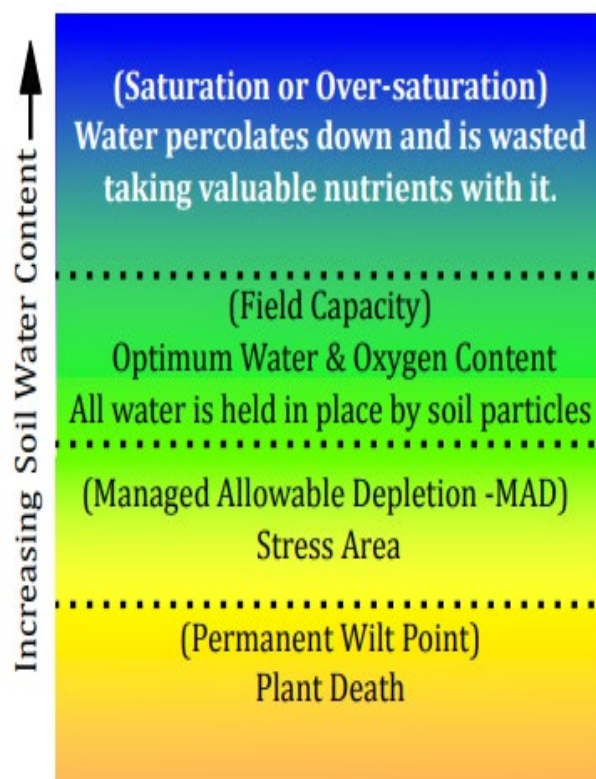 Increasing Soil Water Content
(Saturation or Over-saturation)
Water percolates down and is wasted
taking valuable nutrients with it.
(Field Capacity)
Optimum Water & Oxygen Content
All water is held in place by soil particles
(Managed Allowable Depletion -MAD)
Stress Area
(Permanent Wilt Point)
Plant Death